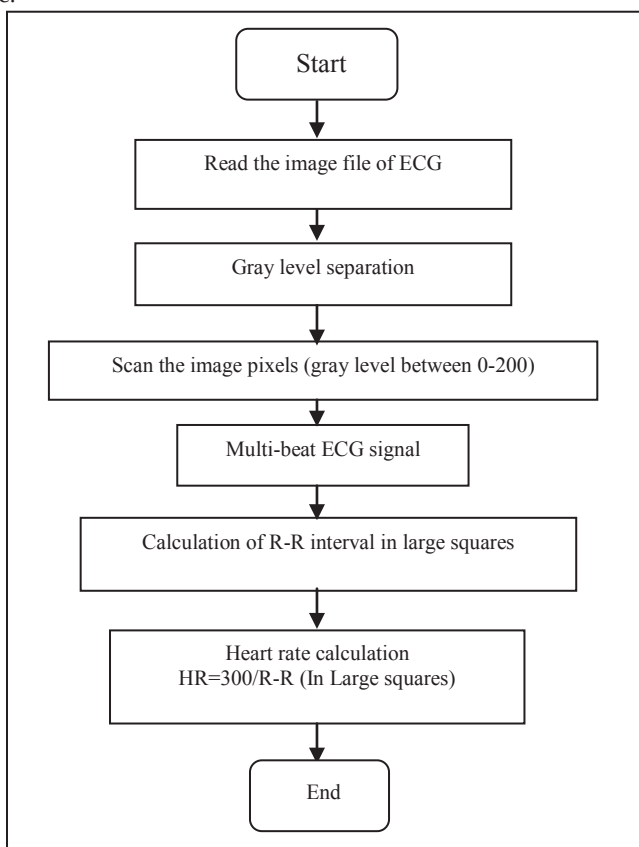 c.
Start
Read the image file of ECG
Gray level separation
Scan the image pixels (gray level between 0-200)
Multi-beat ECG signal
Calculation of R-R interval in large squares
Heart rate calculation
HR=300/R-R (In Large squares)
End